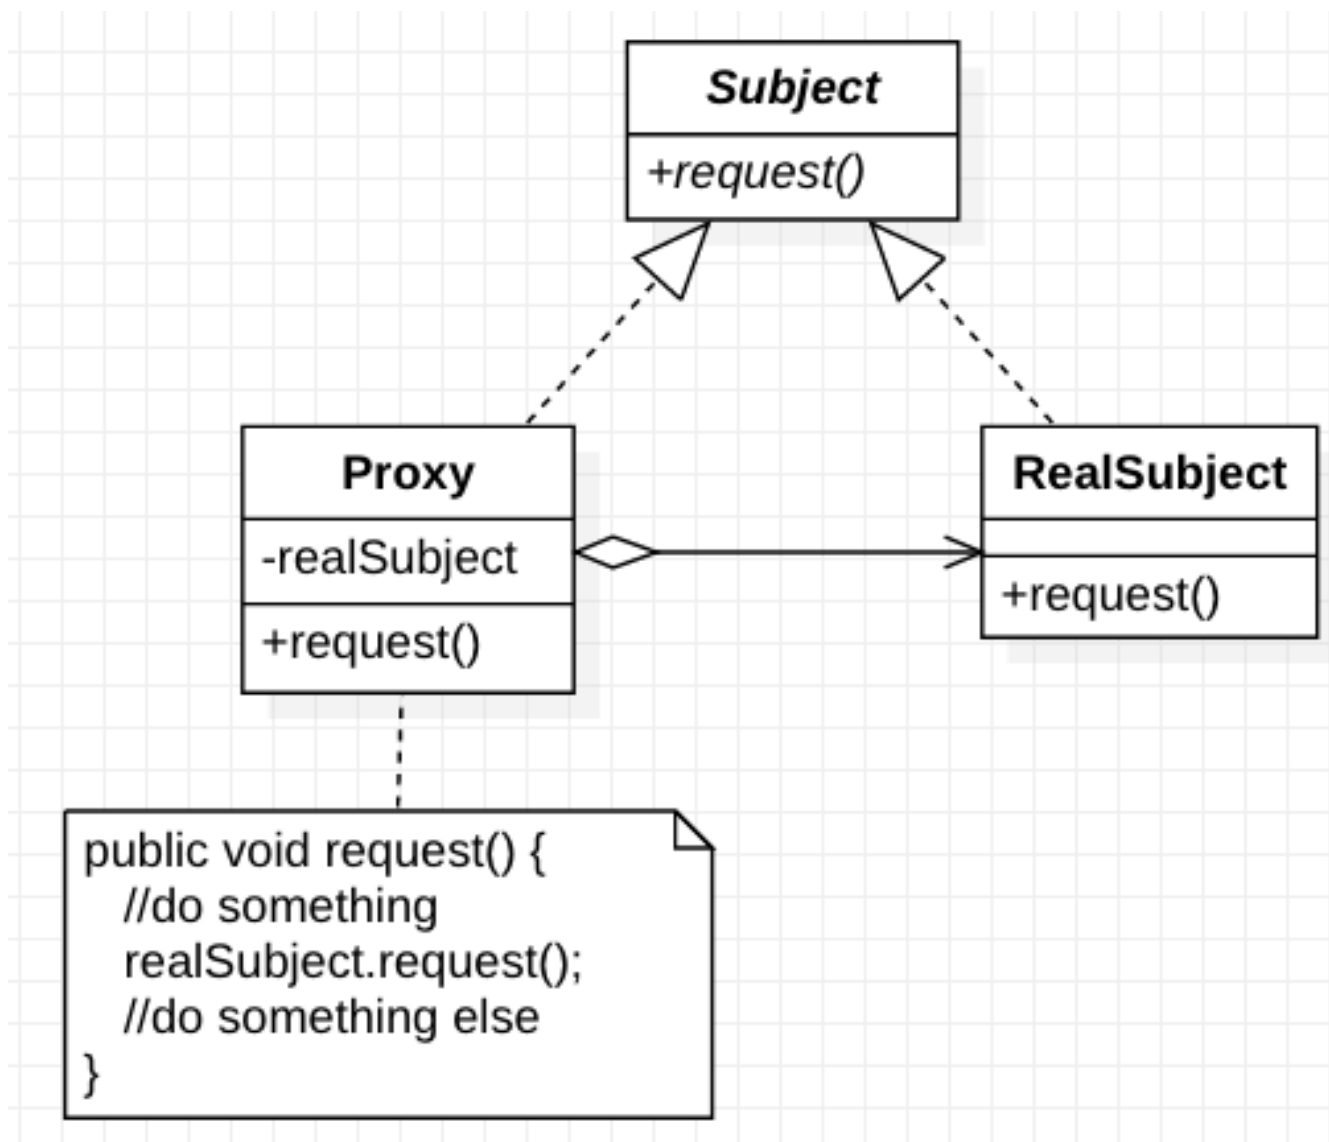 Subject
+request()
Proxy
-realSubject
+request()
RealSubject
+request()
public void request() {
//do something
realSubject.request();
//do something else
}